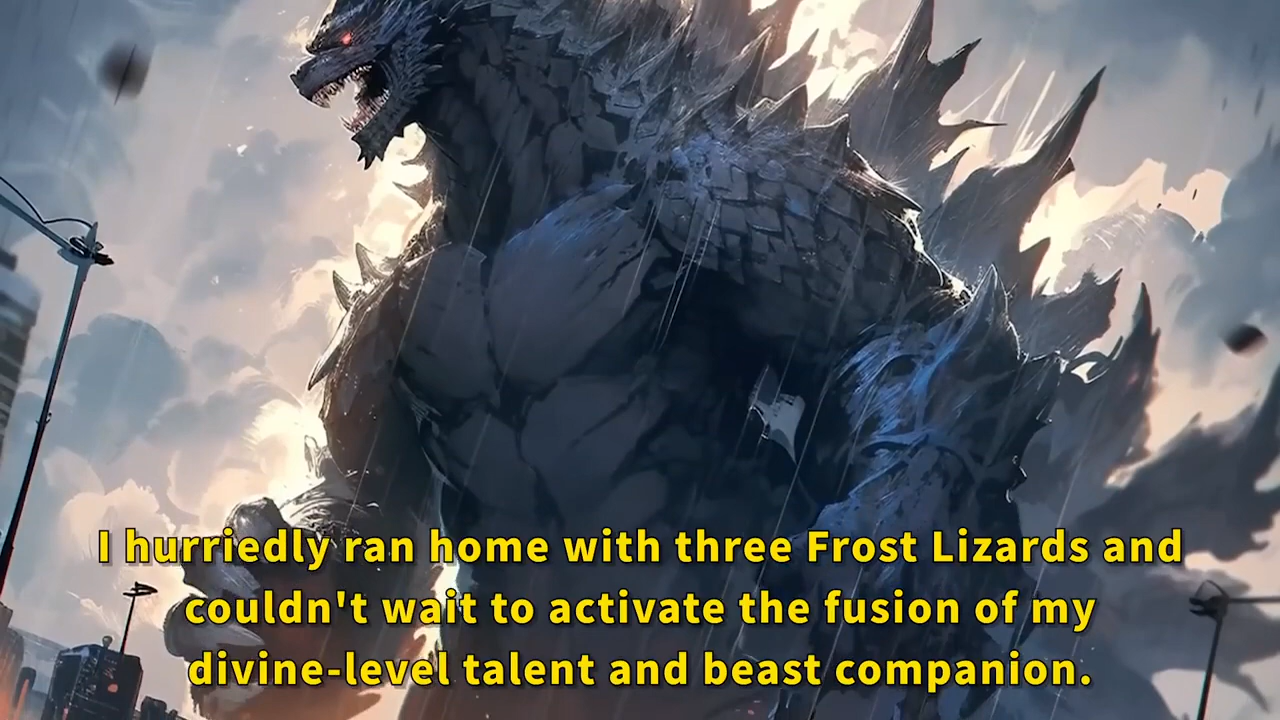 I hurriedly ran home with three Frost Lizards and
couldn't wait to activate the fusion of my
divine-level talent and beast companion.